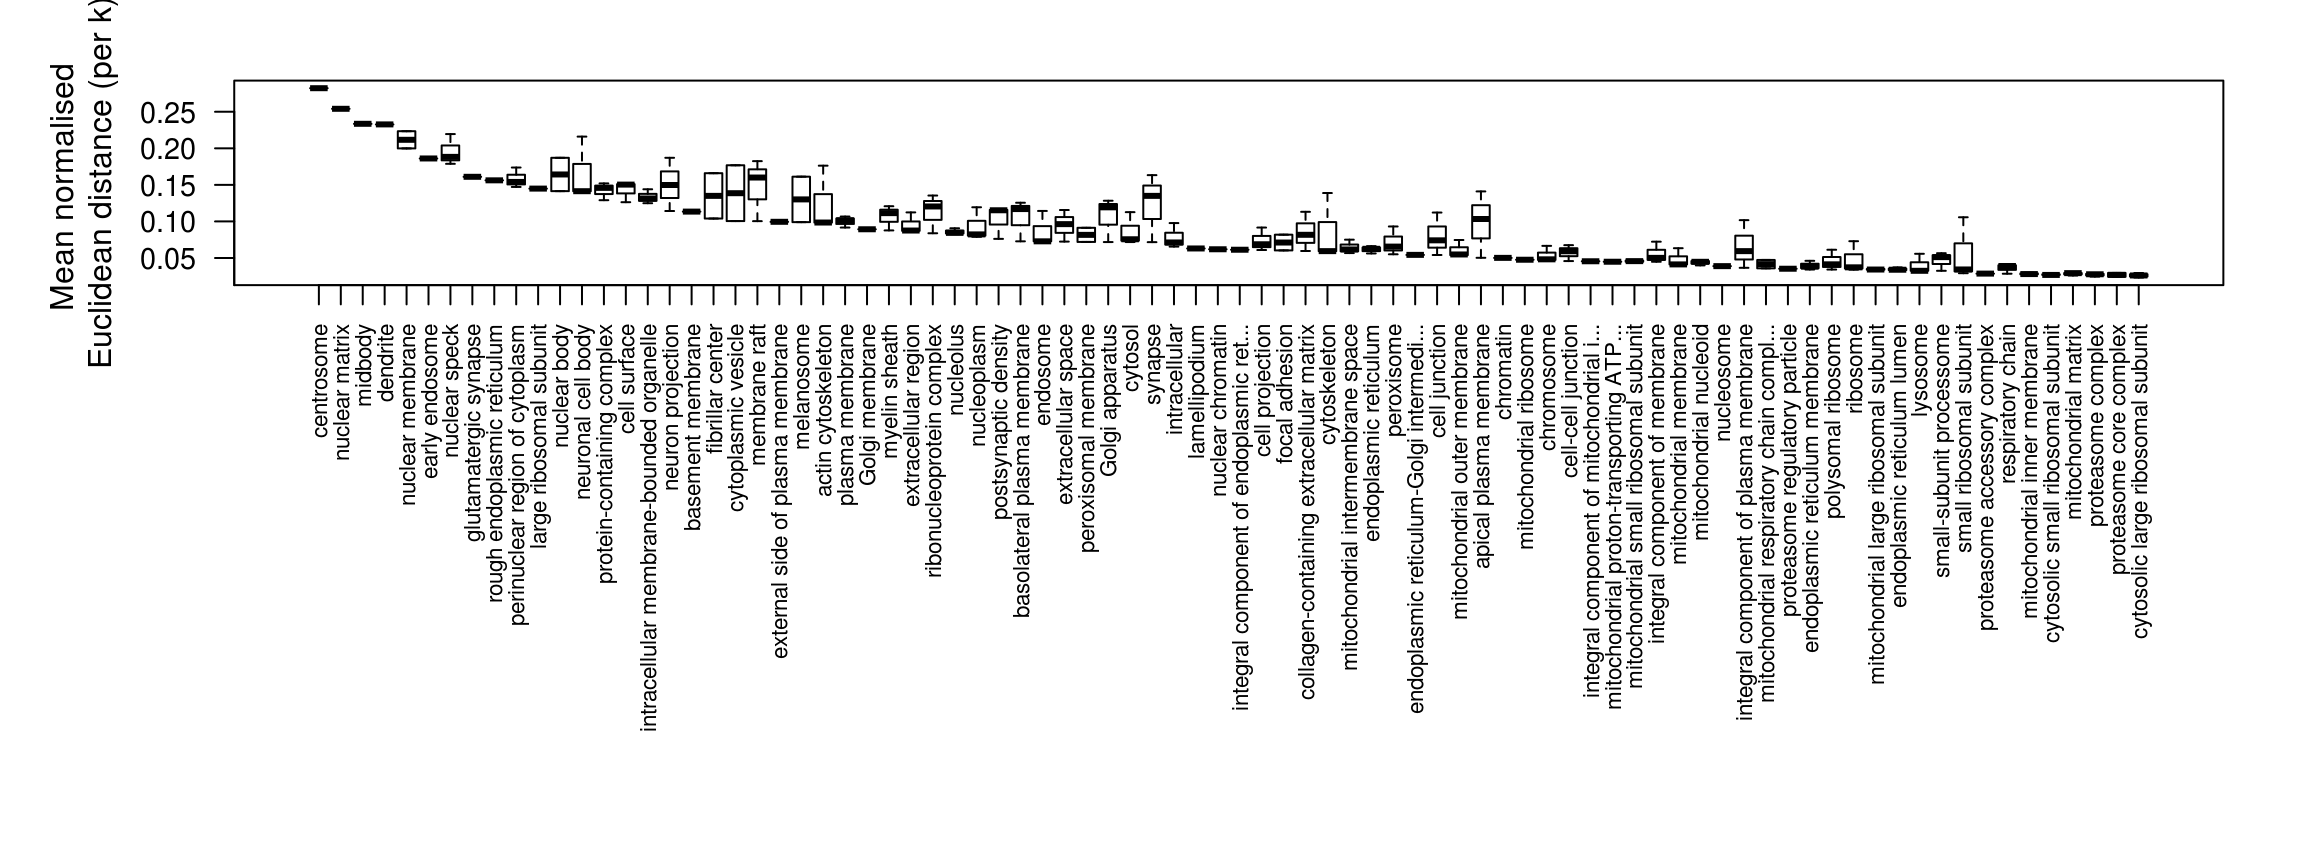 Mean normalised
Euclidean distance (per k)
0.25
0.20
0.15
0.10
0.05
centrosome
nuclear matrix
midbody
dendrite
nuclear membrane
early endosome
nuclear speck
glutamatergic synapse
rough endoplasmic reticulum
perinuclear region of cytoplasm
large ribosomal subunit
nuclear body
neuronal cell body
protein-containing complex
cell surface
intracellular membrane-bounded organelle
neuron projection
basement membrane
fibrillar center
cytoplasmic vesicle
membrane raft
external side of plasma membrane
melanosome
actin cytoskeleton
plasma membrane
Golgi membrane
myelin sheath
extracellular region
ribonucleoprotein complex
nucleolus
nucleoplasm
postsynaptic density
basolateral plasma membrane
endosome
extracellular space
peroxisomal membrane
Golgi apparatus
cytosol
synapse
intracellular
lamellipodium
nuclear chromatin
integral component of endoplasmic ret...
cell projection
focal adhesion
collagen-containing extracellular matrix
cytoskeleton
mitochondrial intermembrane space
endoplasmic reticulum
peroxisome
endoplasmic reticulum-Golgi intermedi...
cell junction
mitochondrial outer membrane
apical plasma membrane
chromatin
mitochondrial ribosome
chromosome
cell-cell junction
integral component of mitochondrial i...
mitochondrial proton-transporting ATP...
mitochondrial small ribosomal subunit
integral component of membrane
mitochondrial membrane
mitochondrial nucleoid
nucleosome
integral component of plasma membrane
mitochondrial respiratory chain compl...
proteasome regulatory particle
endoplasmic reticulum membrane
polysomal ribosome
ribosome
mitochondrial large ribosomal subunit
endoplasmic reticulum lumen
lysosome
small-subunit processome
small ribosomal subunit
proteasome accessory complex
respiratory chain
mitochondrial inner membrane
cytosolic small ribosomal subunit
mitochondrial matrix
proteasome complex
proteasome core complex
cytosolic large ribosomal subunit